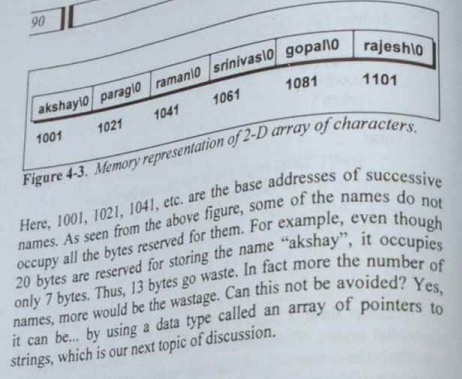 90
akshay\0 parag\0 raman\0 srinivas\0 gopal\0 rajesh\0
1001 1021 1041 1061 1081 1101
Figure 4-3. Memory representation of 2-D array of characters.
Here, 1001, 1021, 1041, etc. are the base addresses of successive
names. As seen from the above figure, some of the names do not
occupy all the bytes reserved for them. For example, even though
20 bytes are reserved for storing the name “akshay”, it occupies
only 7 bytes. Thus, 13 bytes go waste. In fact more the number of
names, more would be the wastage. Can this not be avoided? Yes,
it can be... by using a data type called an array of pointers to
strings, which is our next topic of discussion.